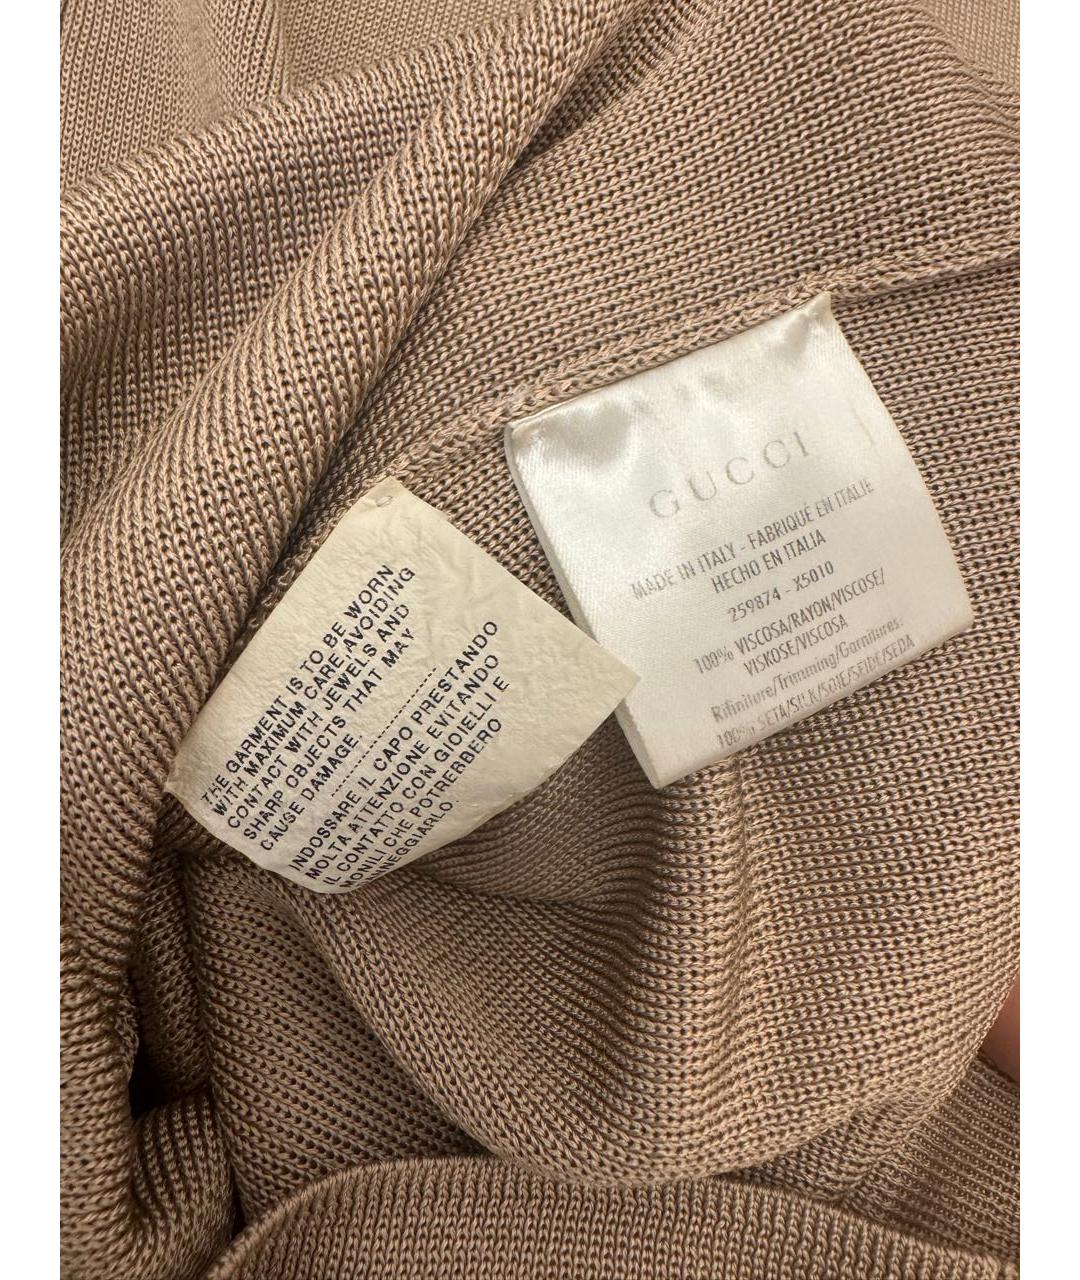 GUCCI
MADE IN ITALY - FABRIQUÉ EN ITALIE
HECHO EN ITALIA
259874 - X5010
100% VISCOSA/RAYON/VISCOSE/
VISKOSE/VISCOSA
Rifiniture/Trimming/Garnitures:
100% SETA/SILK/SOIE/SEIDE/SEDA
THE GARMENT IS TO BE WORN
WITH MAXIMUM CARE, AVOIDING
CONTACT WITH JEWELS AND
SHARP OBJECTS THAT MAY
CAUSE DAMAGE.
INDOSSARE IL CAPO PRESTANDO
MOLTA ATTENZIONE EVITANDO
IL CONTATTO CON GIOIELLI E
MONILI CHE POTREBBERO